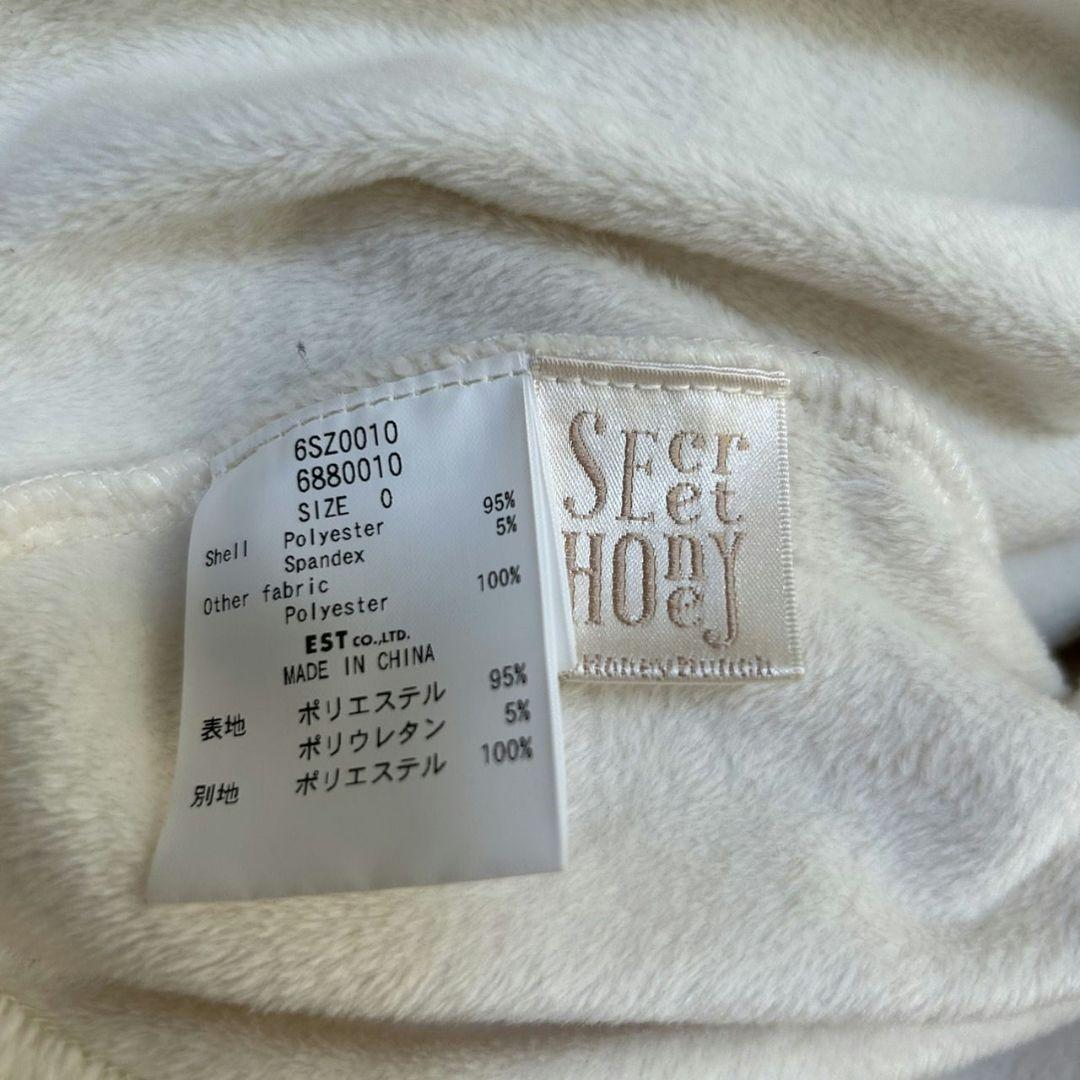 6SZ0010
6880010
SIZE 0
Shell Polyester 95%
Spandex 5%
Other fabric
Polyester 100%
EST CO.,LTD.
MADE IN CHINA
表地 ポリエステル 95%
ポリウレタン 5%
別地 ポリエステル 100%
SEcret
HOney
Honey Bunch